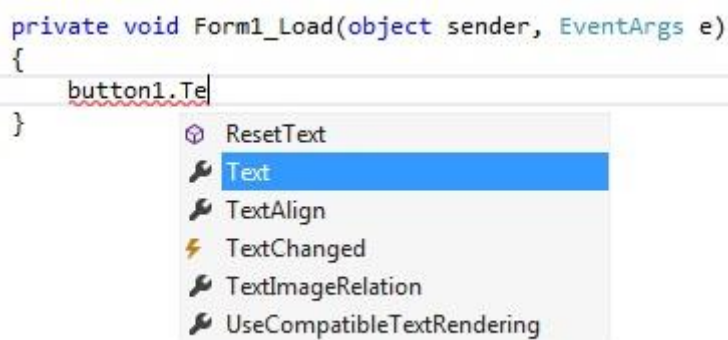 private void Form1_Load(object sender, EventArgs e)
{
button1.Te
}
ResetText
Text
TextAlign
TextChanged
TextImageRelation
UseCompatibleTextRendering